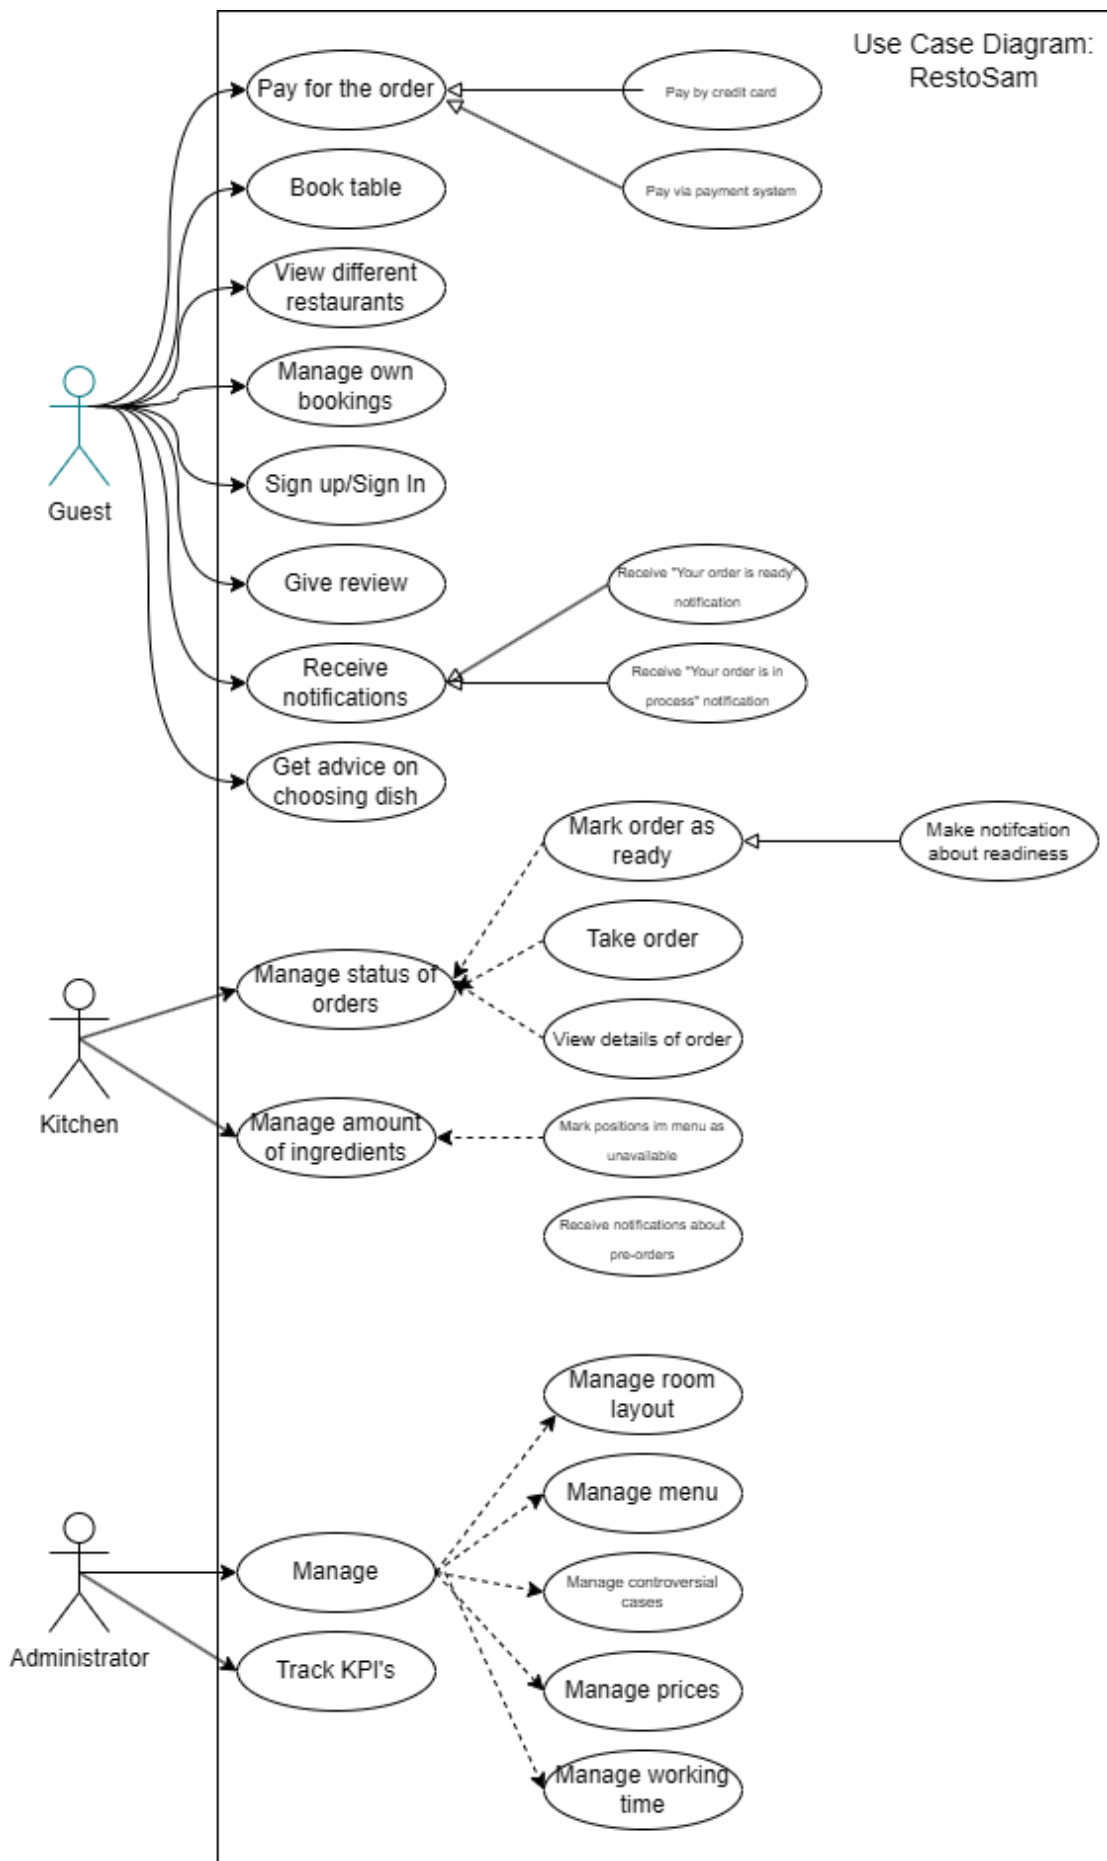 Use Case Diagram:
RestoSam
Pay for the order
Pay by credit card
Book table
Pay via payment system
View different
restaurants
Manage own
bookings
Guest
Sign up/Sign In
Give review
Receive "Your order is ready"
notification
Receive
notifications
Receive "Your order is in
process" notification
Get advice on
choosing dish
Mark order as
ready
Make notifcation
about readiness
Take order
Manage status of
orders
View details of order
Kitchen
Manage amount
of ingredients
Mark positions im menu as
unavailable
Receive notifications about
pre-orders
Manage room
layout
Manage menu
Manage
Manage controversial
cases
Administrator
Track KPI's
Manage prices
Manage working
time